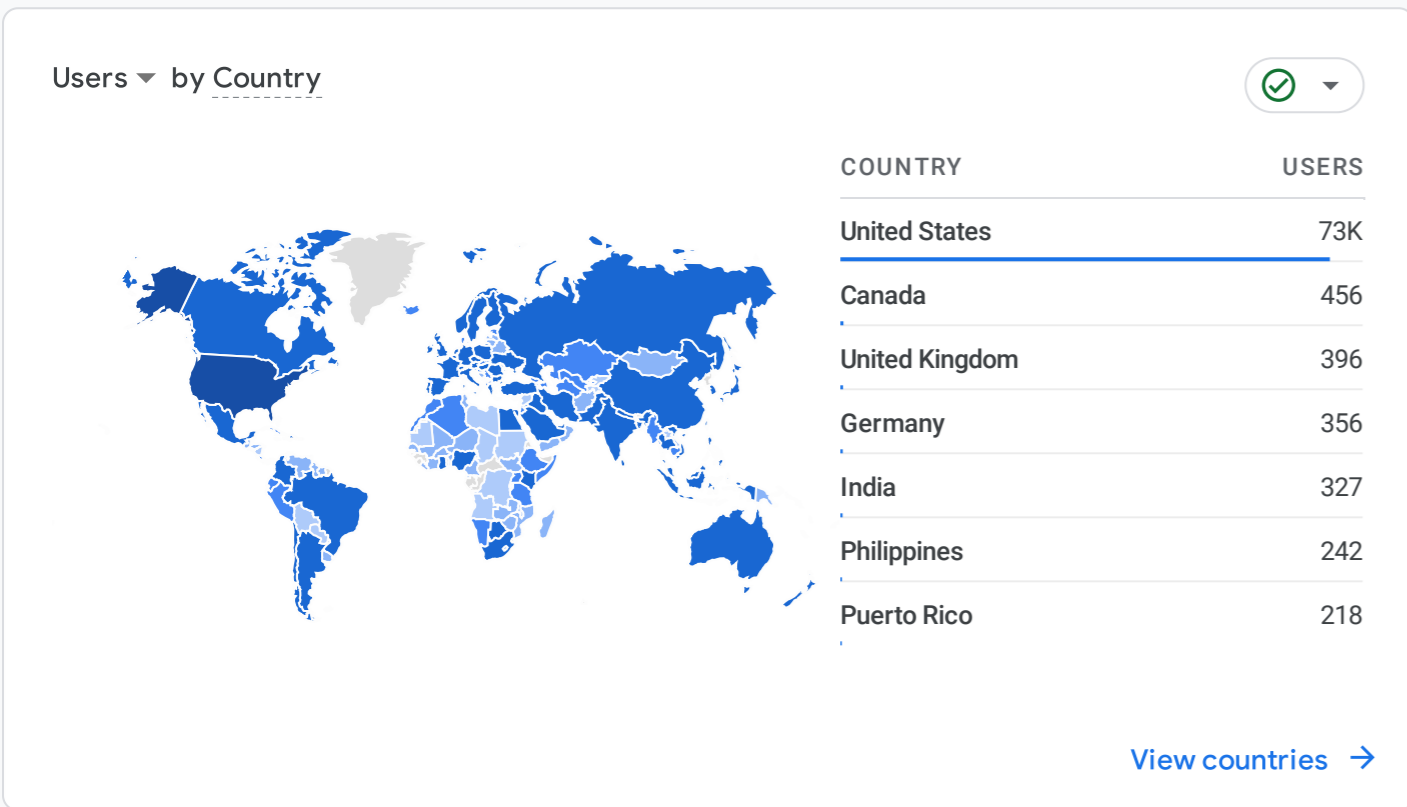 Users by Country
COUNTRY USERS
United States 73K
Canada 456
United Kingdom 396
Germany 356
India 327
Philippines 242
Puerto Rico 218
View countries